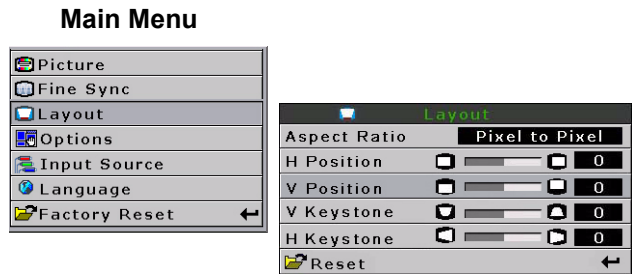 Main Menu
Picture
Fine Sync
Layout
Options
Input Source
Language
Factory Reset
Layout
Aspect Ratio Pixel to Pixel
H Position 0
V Position 0
V Keystone 0
H Keystone 0
Reset